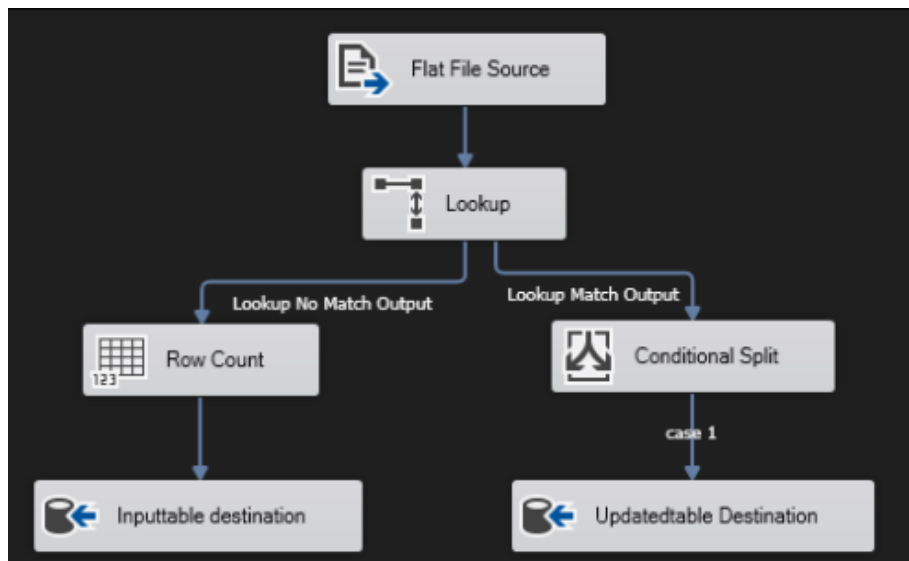 Flat File Source
Lookup
Lookup No Match Output
Lookup Match Output
123
Row Count
Conditional Split
case 1
Inputtable destination
Updatedtable Destination